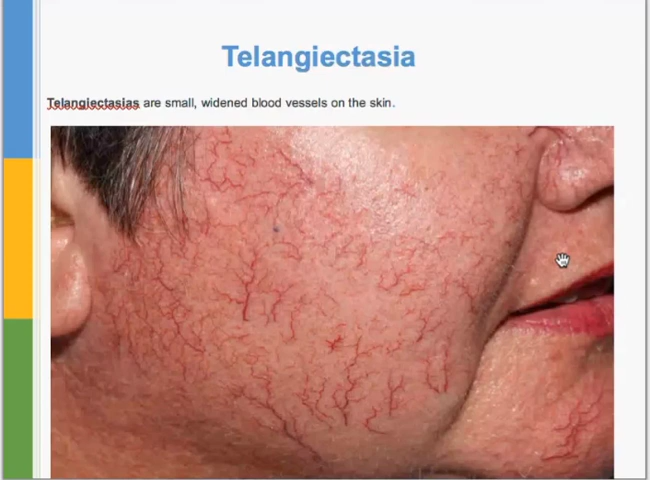 Telangiectasia
Telangiectasias are small, widened blood vessels on the skin.